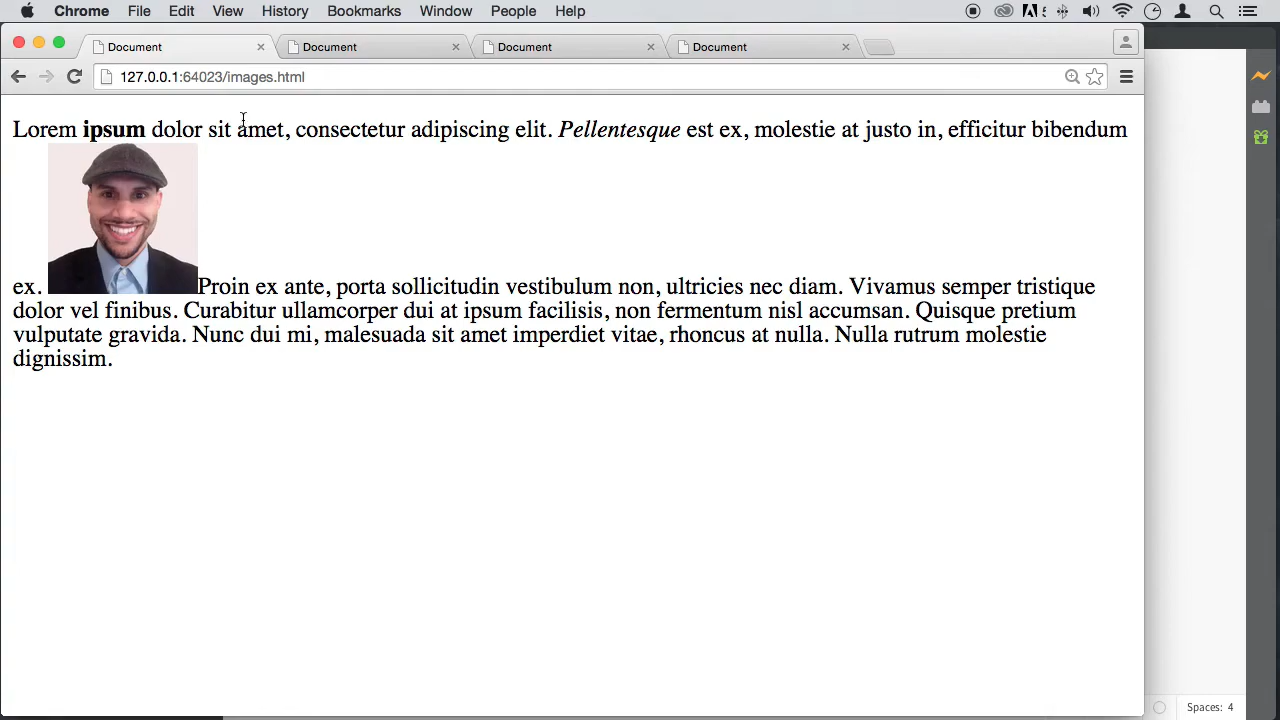 Chrome File Edit View History Bookmarks Window People Help
Document Document Document Document
127.0.0.1:64023/images.html
Lorem ipsum dolor sit amet, consectetur adipiscing elit. Pellentesque est ex, molestie at justo in, efficitur bibendum
ex. Proin ex ante, porta sollicitudin vestibulum non, ultricies nec diam. Vivamus semper tristique
dolor vel finibus. Curabitur ullamcorper dui at ipsum facilisis, non fermentum nisl accumsan. Quisque pretium
vulputate gravida. Nunc dui mi, malesuada sit amet imperdiet vitae, rhoncus at nulla. Nulla rutrum molestie
dignissim.
Spaces: 4